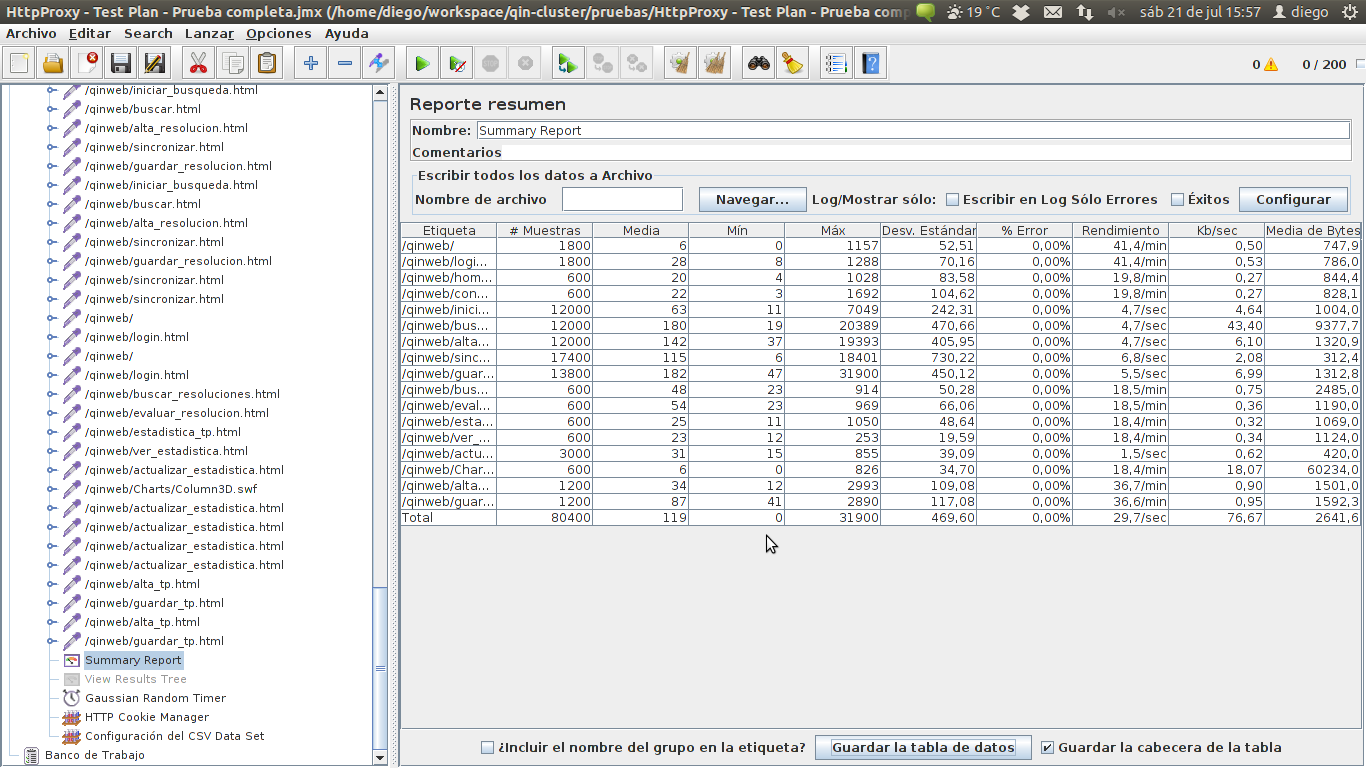 HttpProxy - Test Plan - Prueba completa.jmx (/home/diego/workspace/qin-cluster/pruebas/HttpProxy - Test Plan - Prueba comp 19 °C sáb 21 de jul 15:57 diego
Archivo Editar Search Lanzar Opciones Ayuda
0 0 / 200
/qinweb/iniciar_busqueda.html
/qinweb/buscar.html
/qinweb/alta_resolucion.html
/qinweb/sincronizar.html
/qinweb/guardar_resolucion.html
/qinweb/iniciar_busqueda.html
/qinweb/buscar.html
/qinweb/alta_resolucion.html
/qinweb/sincronizar.html
/qinweb/guardar_resolucion.html
/qinweb/sincronizar.html
/qinweb/sincronizar.html
/qinweb/
/qinweb/login.html
/qinweb/
/qinweb/login.html
/qinweb/buscar_resoluciones.html
/qinweb/evaluar_resolucion.html
/qinweb/estadistica_tp.html
/qinweb/ver_estadistica.html
/qinweb/actualizar_estadistica.html
/qinweb/Charts/Column3D.swf
/qinweb/actualizar_estadistica.html
/qinweb/actualizar_estadistica.html
/qinweb/actualizar_estadistica.html
/qinweb/actualizar_estadistica.html
/qinweb/alta_tp.html
/qinweb/guardar_tp.html
/qinweb/alta_tp.html
/qinweb/guardar_tp.html
Summary Report
View Results Tree
Gaussian Random Timer
HTTP Cookie Manager
Configuración del CSV Data Set
Banco de Trabajo
Reporte resumen
Nombre: Summary Report
Comentarios
Escribir todos los datos a Archivo
Nombre de archivo Navegar... Log/Mostrar sólo: Escribir en Log Sólo Errores Éxitos Configurar
Etiqueta # Muestras Media Mín Máx Desv. Estándar % Error Rendimiento Kb/sec Media de Bytes
/qinweb/ 1800 6 0 1157 52,51 0,00% 41,4/min 0,50 747,9
/qinweb/logi... 1800 28 8 1288 70,16 0,00% 41,4/min 0,53 786,0
/qinweb/hom... 600 20 4 1028 83,58 0,00% 19,8/min 0,27 844,4
/qinweb/con... 600 22 3 1692 104,62 0,00% 19,8/min 0,27 828,1
/qinweb/inici... 12000 63 11 7049 242,31 0,00% 4,7/sec 4,64 1004,0
/qinweb/bus... 12000 180 19 20389 470,66 0,00% 4,7/sec 43,40 9377,7
/qinweb/alta... 12000 142 37 19393 405,95 0,00% 4,7/sec 6,10 1320,9
/qinweb/sinc... 17400 115 6 18401 730,22 0,00% 6,8/sec 2,08 312,4
/qinweb/guar... 13800 182 47 31900 450,12 0,00% 5,5/sec 6,99 1312,8
/qinweb/bus... 600 48 23 914 50,28 0,00% 18,5/min 0,75 2485,0
/qinweb/eval... 600 54 23 969 66,06 0,00% 18,5/min 0,36 1190,0
/qinweb/esta... 600 25 11 1050 48,64 0,00% 18,4/min 0,32 1069,0
/qinweb/ver_... 600 23 12 253 19,59 0,00% 18,4/min 0,34 1124,0
/qinweb/actu... 3000 31 15 855 39,09 0,00% 1,5/sec 0,62 420,0
/qinweb/Char... 600 6 0 826 34,70 0,00% 18,4/min 18,07 60234,0
/qinweb/alta... 1200 34 12 2993 109,08 0,00% 36,7/min 0,90 1501,0
/qinweb/guar... 1200 87 41 2890 117,08 0,00% 36,6/min 0,95 1592,3
Total 80400 119 0 31900 469,60 0,00% 29,7/sec 76,67 2641,6
¿Incluir el nombre del grupo en la etiqueta? Guardar la tabla de datos Guardar la cabecera de la tabla